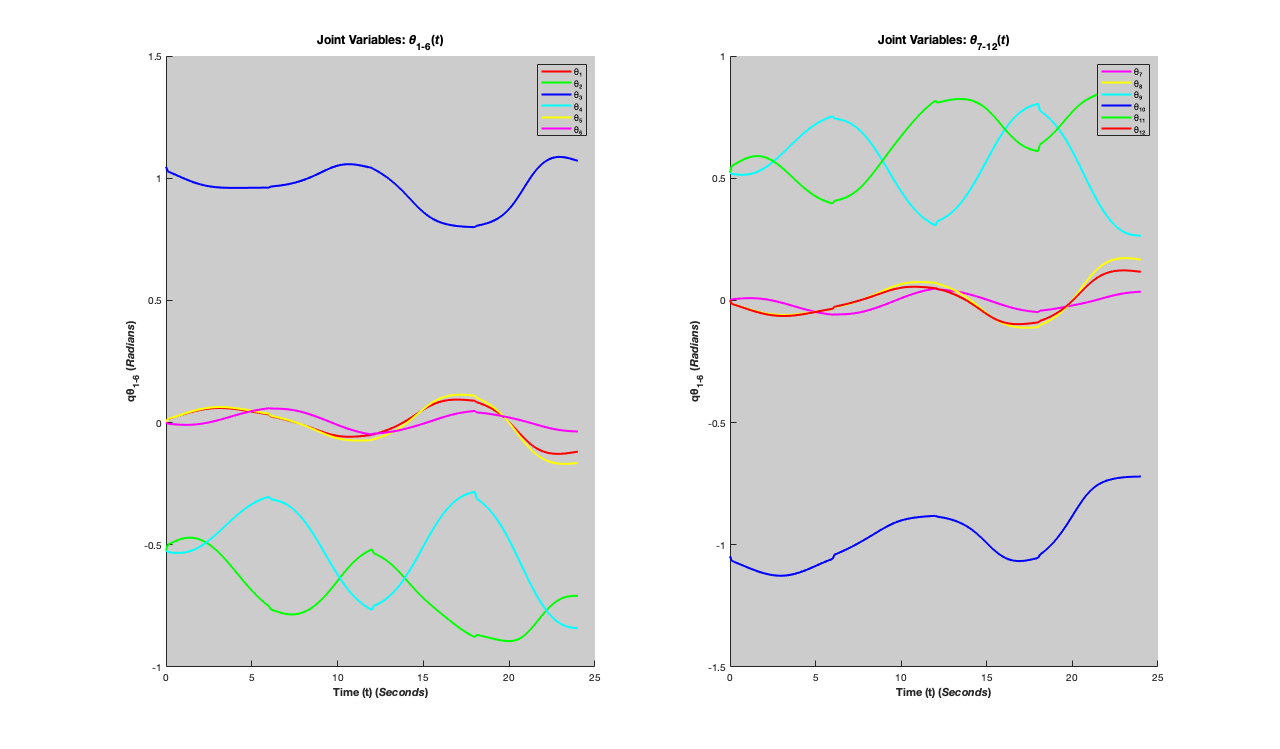 Joint Variables: θ1-6(t)
1.5
1
0.5
0
-0.5
-1
0 5 10 15 20 25
qθ1-6 (Radians)
Time (t) (Seconds)
θ1
θ2
θ3
θ4
θ5
θ6
Joint Variables: θ7-12(t)
1
0.5
0
-0.5
-1
-1.5
0 5 10 15 20 25
qθ1-6 (Radians)
Time (t) (Seconds)
θ7
θ8
θ9
θ10
θ11
θ12